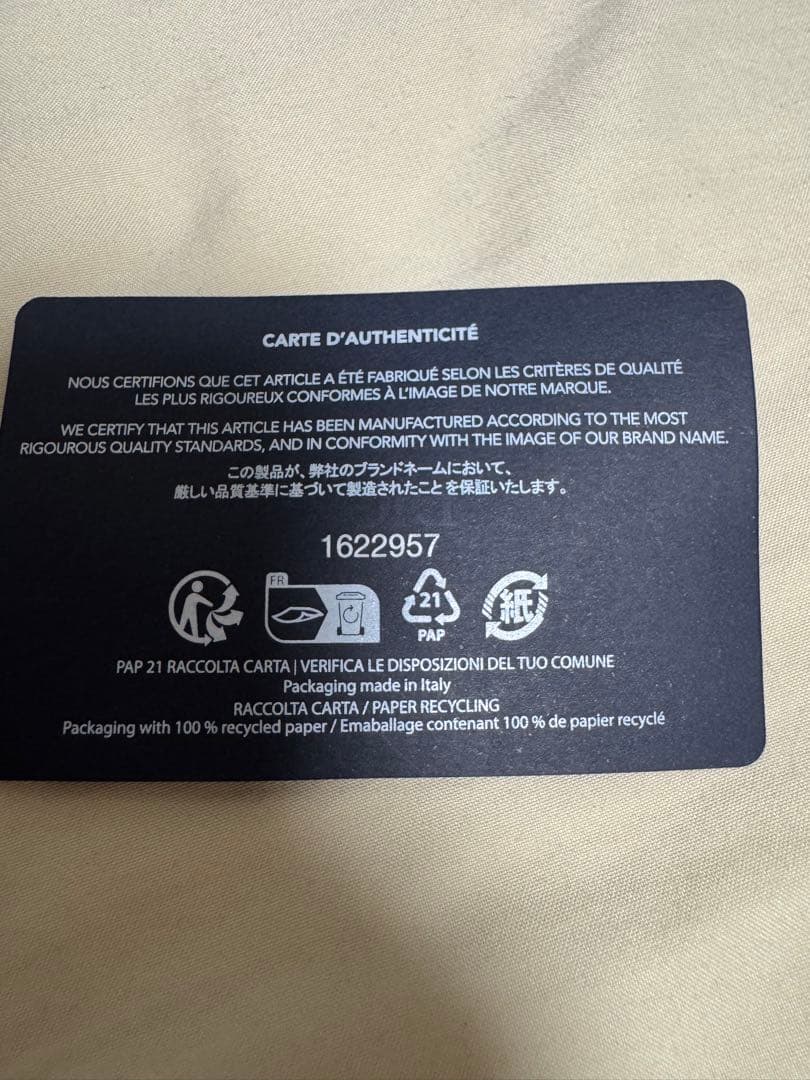 CARTE D'AUTHENTICITÉ
NOUS CERTIFIONS QUE CET ARTICLE A ÉTÉ FABRIQUÉ SELON LES CRITÈRES DE QUALITÉ
LES PLUS RIGOUREUX CONFORMES À L'IMAGE DE NOTRE MARQUE.
WE CERTIFY THAT THIS ARTICLE HAS BEEN MANUFACTURED ACCORDING TO THE MOST
RIGOUROUS QUALITY STANDARDS, AND IN CONFORMITY WITH THE IMAGE OF OUR BRAND NAME.
この製品が、弊社のブランドネームにおいて、
厳しい品質基準に基づいて製造されたことを保証いたします。
1622957
FR
21
PAP
紙
PAP 21 RACCOLTA CARTA | VERIFICA LE DISPOSIZIONI DEL TUO COMUNE
Packaging made in Italy
RACCOLTA CARTA / PAPER RECYCLING
Packaging with 100 % recycled paper / Emaballage contenant 100 % de papier recyclé